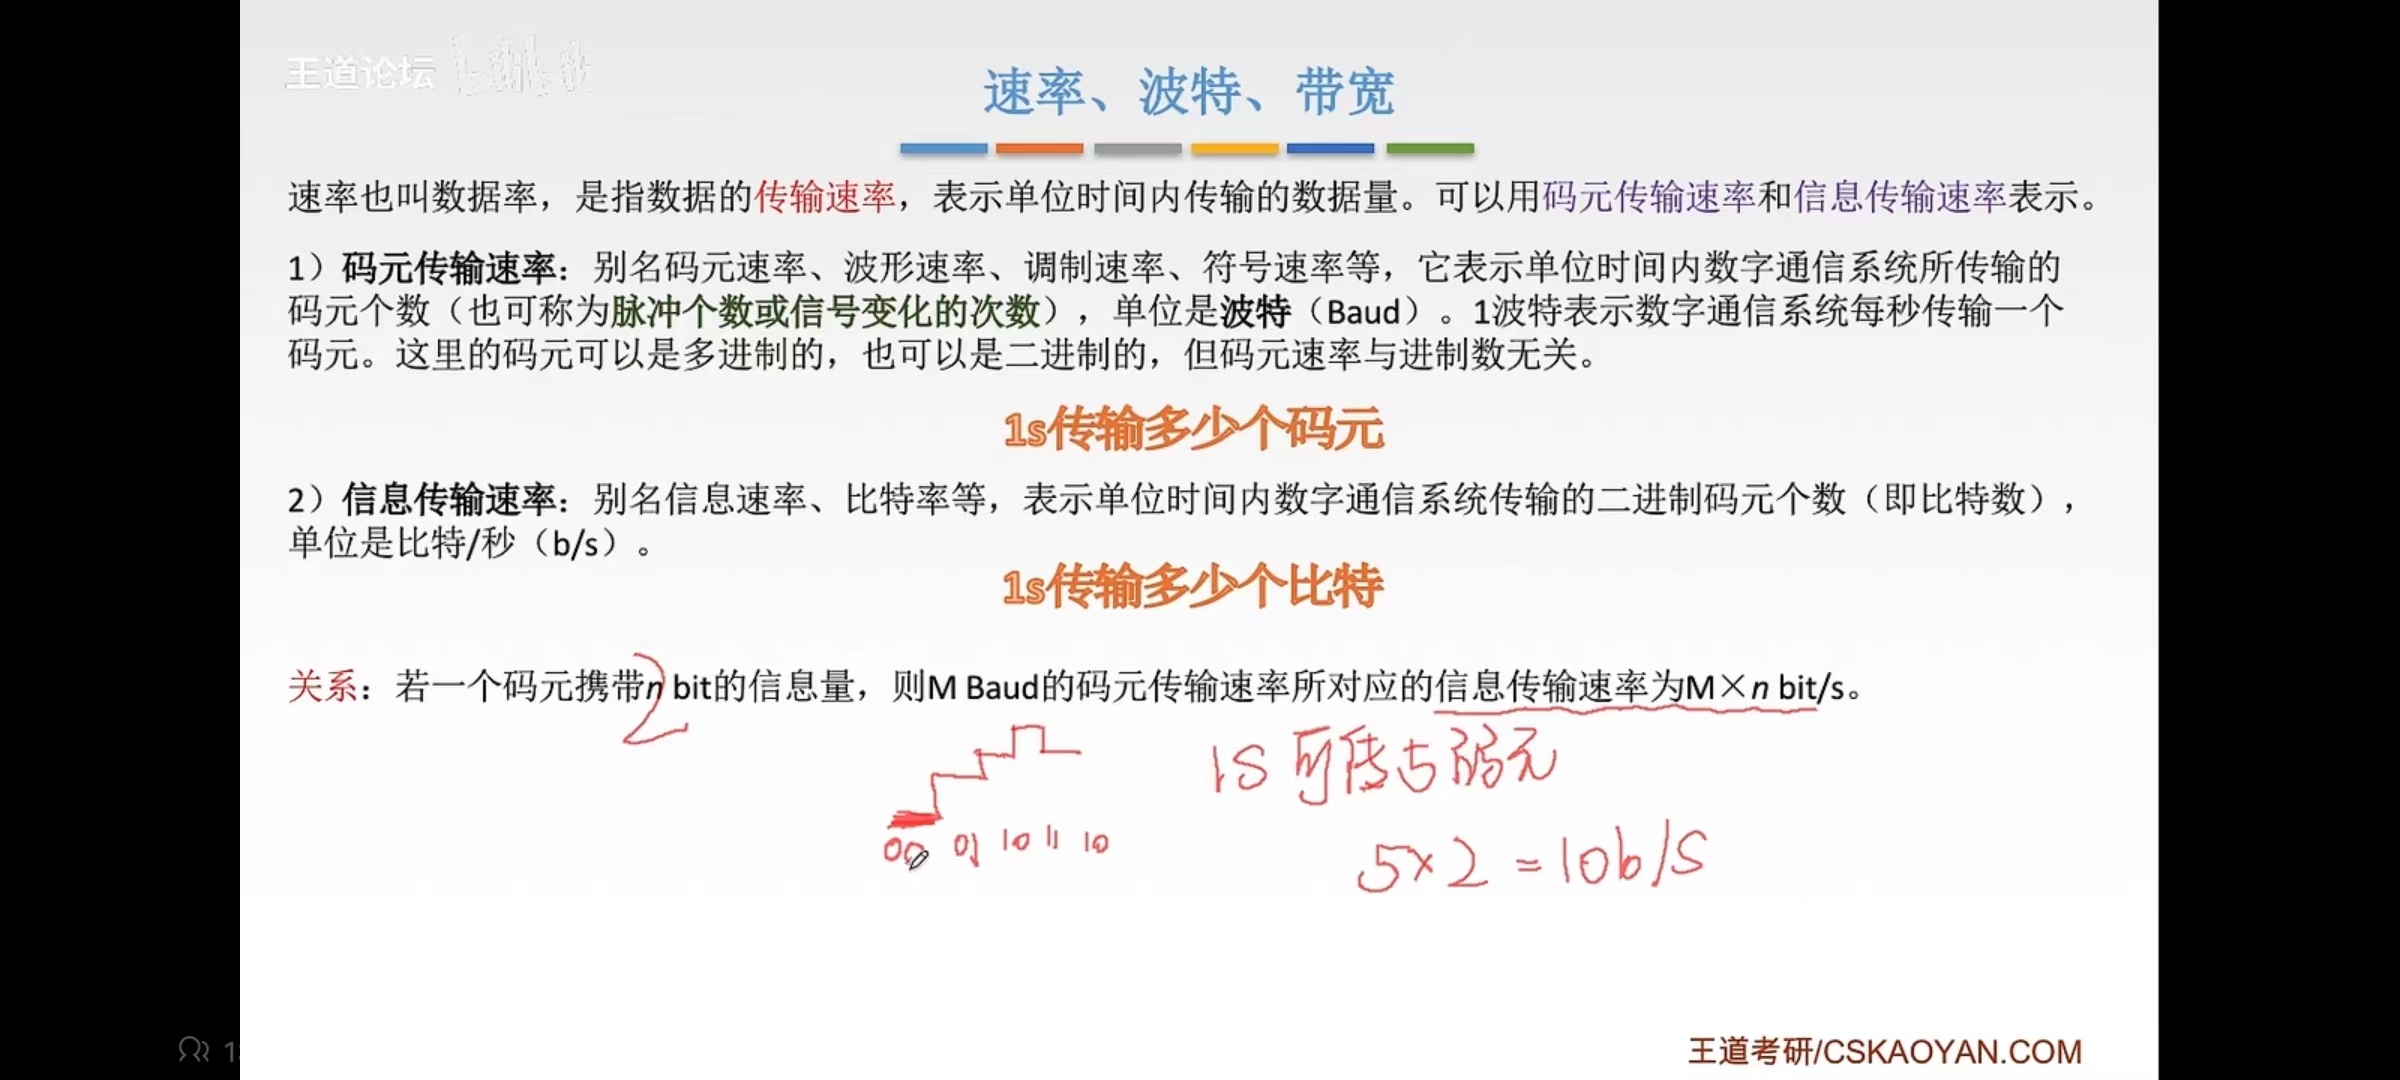 王道论坛 bilibili
速率、波特、带宽
速率也叫数据率，是指数据的传输速率，表示单位时间内传输的数据量。可以用码元传输速率和信息传输速率表示。
1）码元传输速率：别名码元速率、波形速率、调制速率、符号速率等，它表示单位时间内数字通信系统所传输的
码元个数（也可称为脉冲个数或信号变化的次数），单位是波特（Baud）。1波特表示数字通信系统每秒传输一个
码元。这里的码元可以是多进制的，也可以是二进制的，但码元速率与进制数无关。
1s传输多少个码元
2）信息传输速率：别名信息速率、比特率等，表示单位时间内数字通信系统传输的二进制码元个数（即比特数），
单位是比特/秒（b/s）。
1s传输多少个比特
关系：若一个码元携带n bit的信息量，则M Baud的码元传输速率所对应的信息传输速率为M×n bit/s。
2
1S 可传5码元
00 01 10 11 10
5×2=10b/s
王道考研/CSKAOYAN.COM